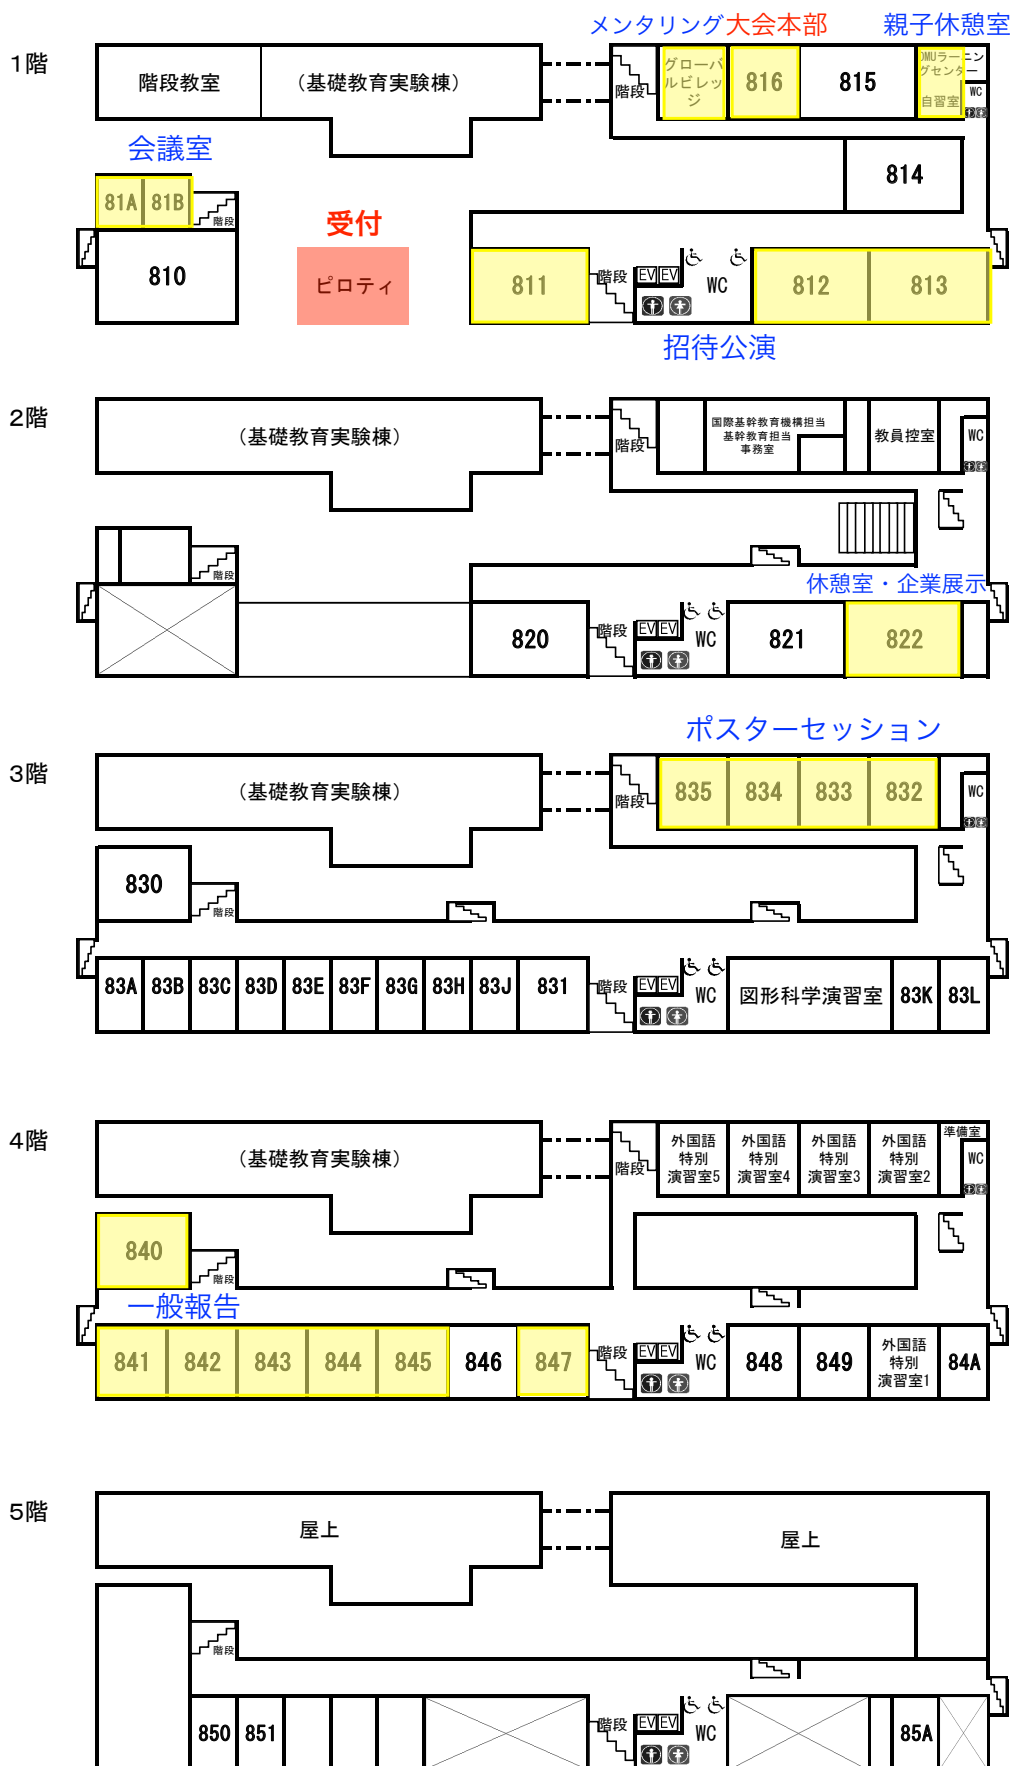 メンタリング 大会本部 親子休憩室
1階
階段教室
(基礎教育実験棟)
階段
グローバ
ルビレッ
ジ
816
815
OMUラーニン
グセンター
自習室
WC
会議室
81A 81B
階段
814
受付
810
ピロティ
811
階段
EV EV
WC
812
813
招待公演
2階
(基礎教育実験棟)
階段
国際基幹教育機構担当
基幹教育担当
事務室
教員控室
WC
階段
休憩室・企業展示
820
階段
EV EV
WC
821
822
ポスターセッション
3階
(基礎教育実験棟)
階段
835 834 833 832
WC
830
階段
83A 83B 83C 83D 83E 83F 83G 83H 83J 831
階段
EV EV
WC
図形科学演習室
83K 83L
4階
(基礎教育実験棟)
階段
外国語
特別
演習室5
外国語
特別
演習室4
外国語
特別
演習室3
外国語
特別
演習室2
準備室
WC
840
階段
一般報告
841 842 843 844 845 846 847
階段
EV EV
WC
848 849
外国語
特別
演習室1
84A
5階
屋上
屋上
階段
850 851
階段
EV EV
WC
85A